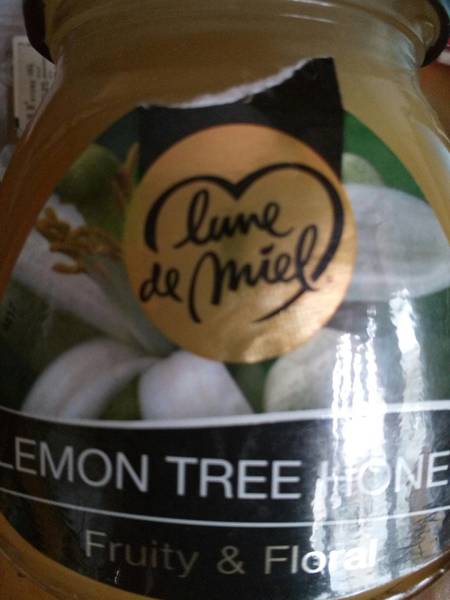 lune
de miel
LEMON TREE HONE
Fruity & Floral